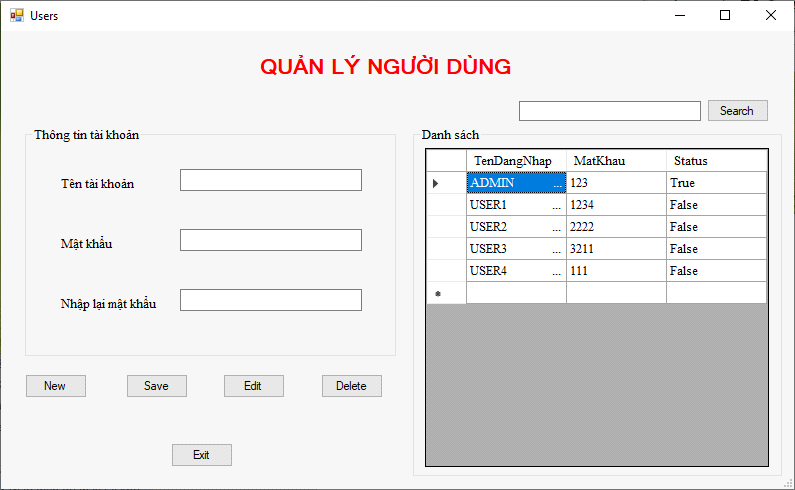 Users
QUẢN LÝ NGƯỜI DÙNG
Search
Thông tin tài khoản
Tên tài khoản
Mật khẩu
Nhập lại mật khẩu
New Save Edit Delete
Exit
Danh sách
TenDangNhap MatKhau Status
ADMIN ... 123 True
USER1 ... 1234 False
USER2 ... 2222 False
USER3 ... 3211 False
USER4 ... 111 False